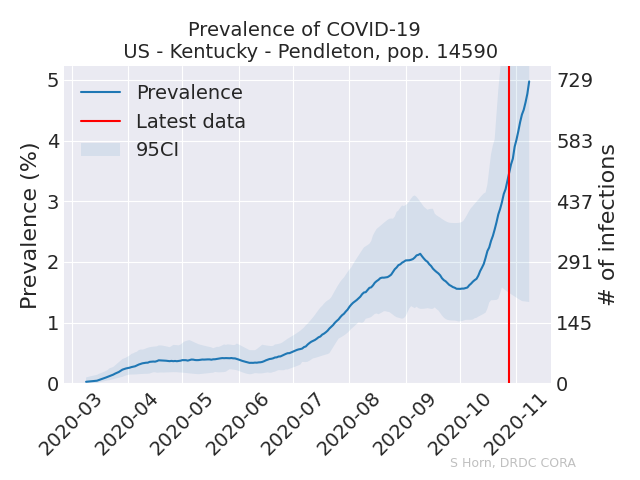 Prevalence of COVID-19
US - Kentucky - Pendleton, pop. 14590
Prevalence (%)
5
4
3
2
1
0
Prevalence
Latest data
95CI
729
583
437
291
145
0
# of infections
2020-03
2020-04
2020-05
2020-06
2020-07
2020-08
2020-09
2020-10
2020-11
S Horn, DRDC CORA